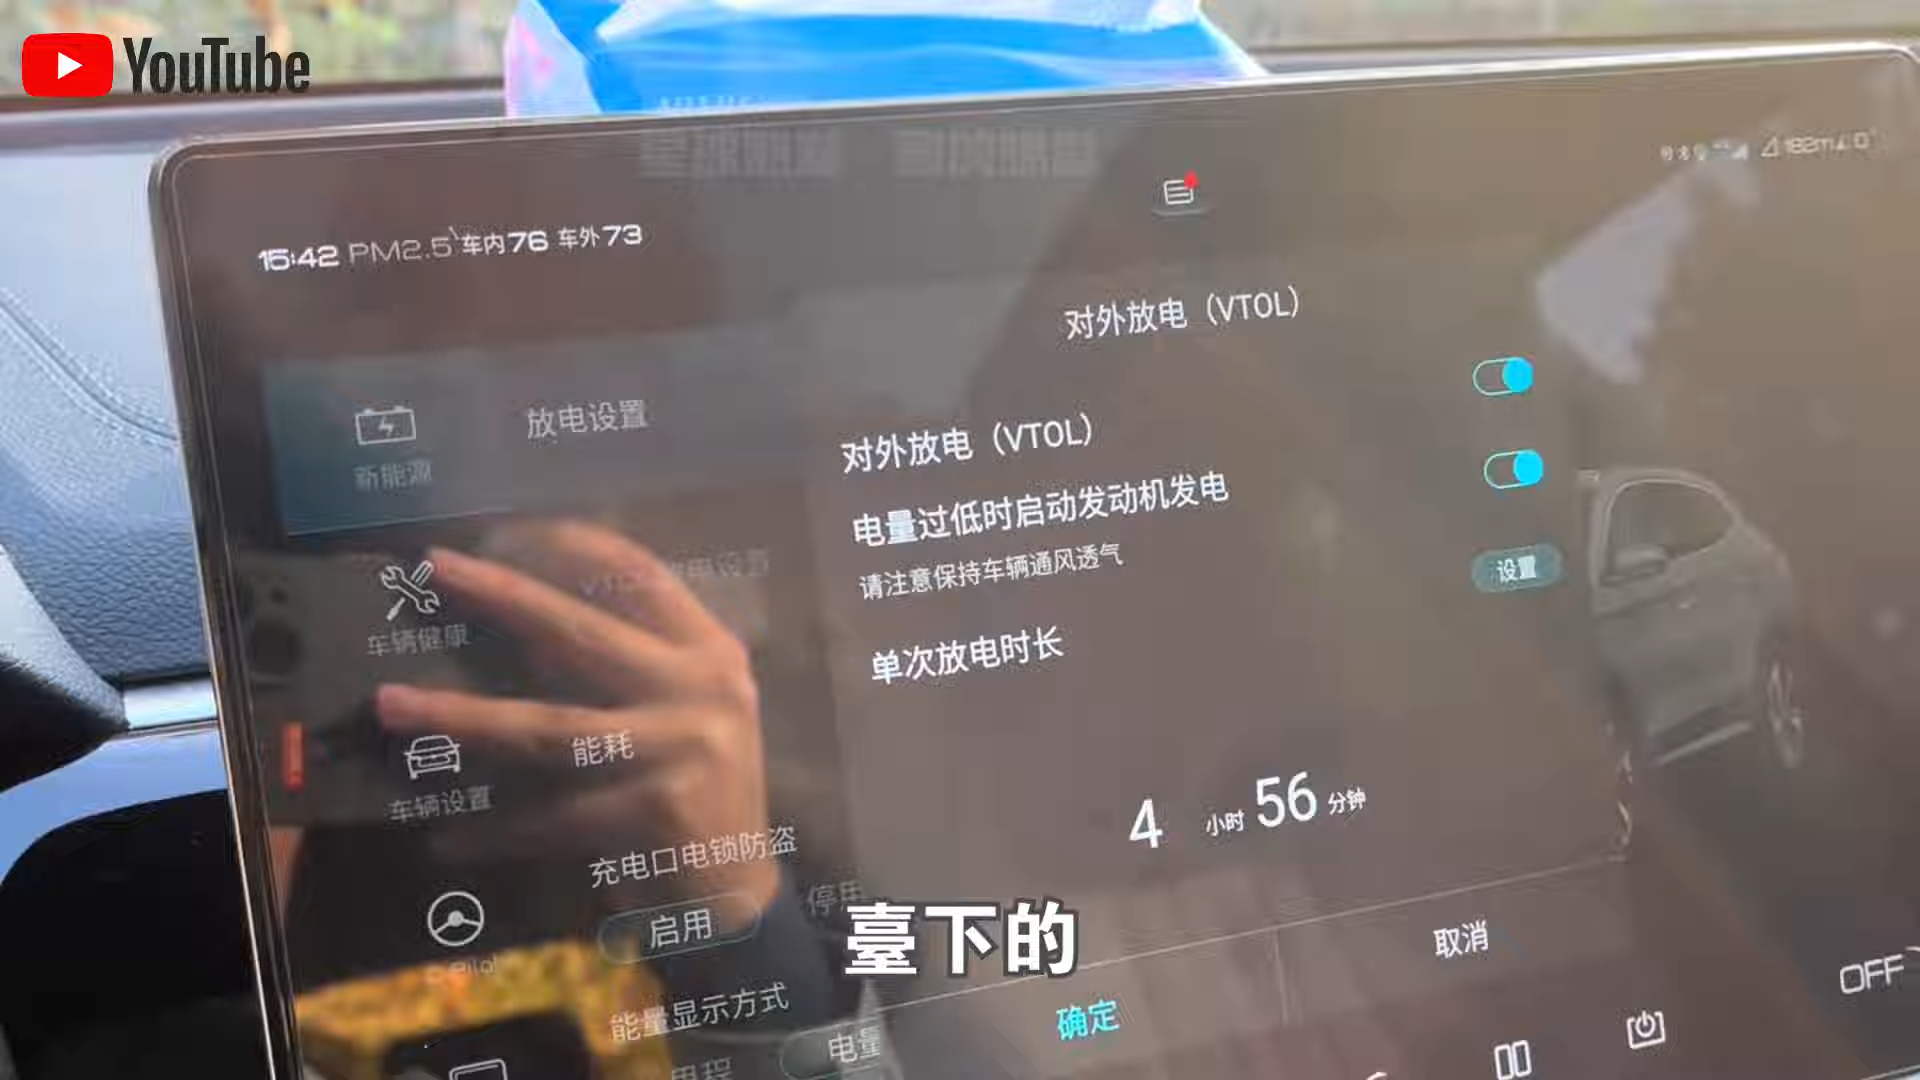 YouTube
182m
15:42 PM2.5 车内76 车外73
对外放电（VTOL）
新能源
放电设置
对外放电（VTOL）
电量过低时启动发动机发电
请注意保持车辆通风透气
设置
车辆健康
单次放电时长
车辆设置
能耗
4 小时 56 分钟
充电口电锁防盗
启用
停用
臺下的
取消
确定
能量显示方式
电量
OFF